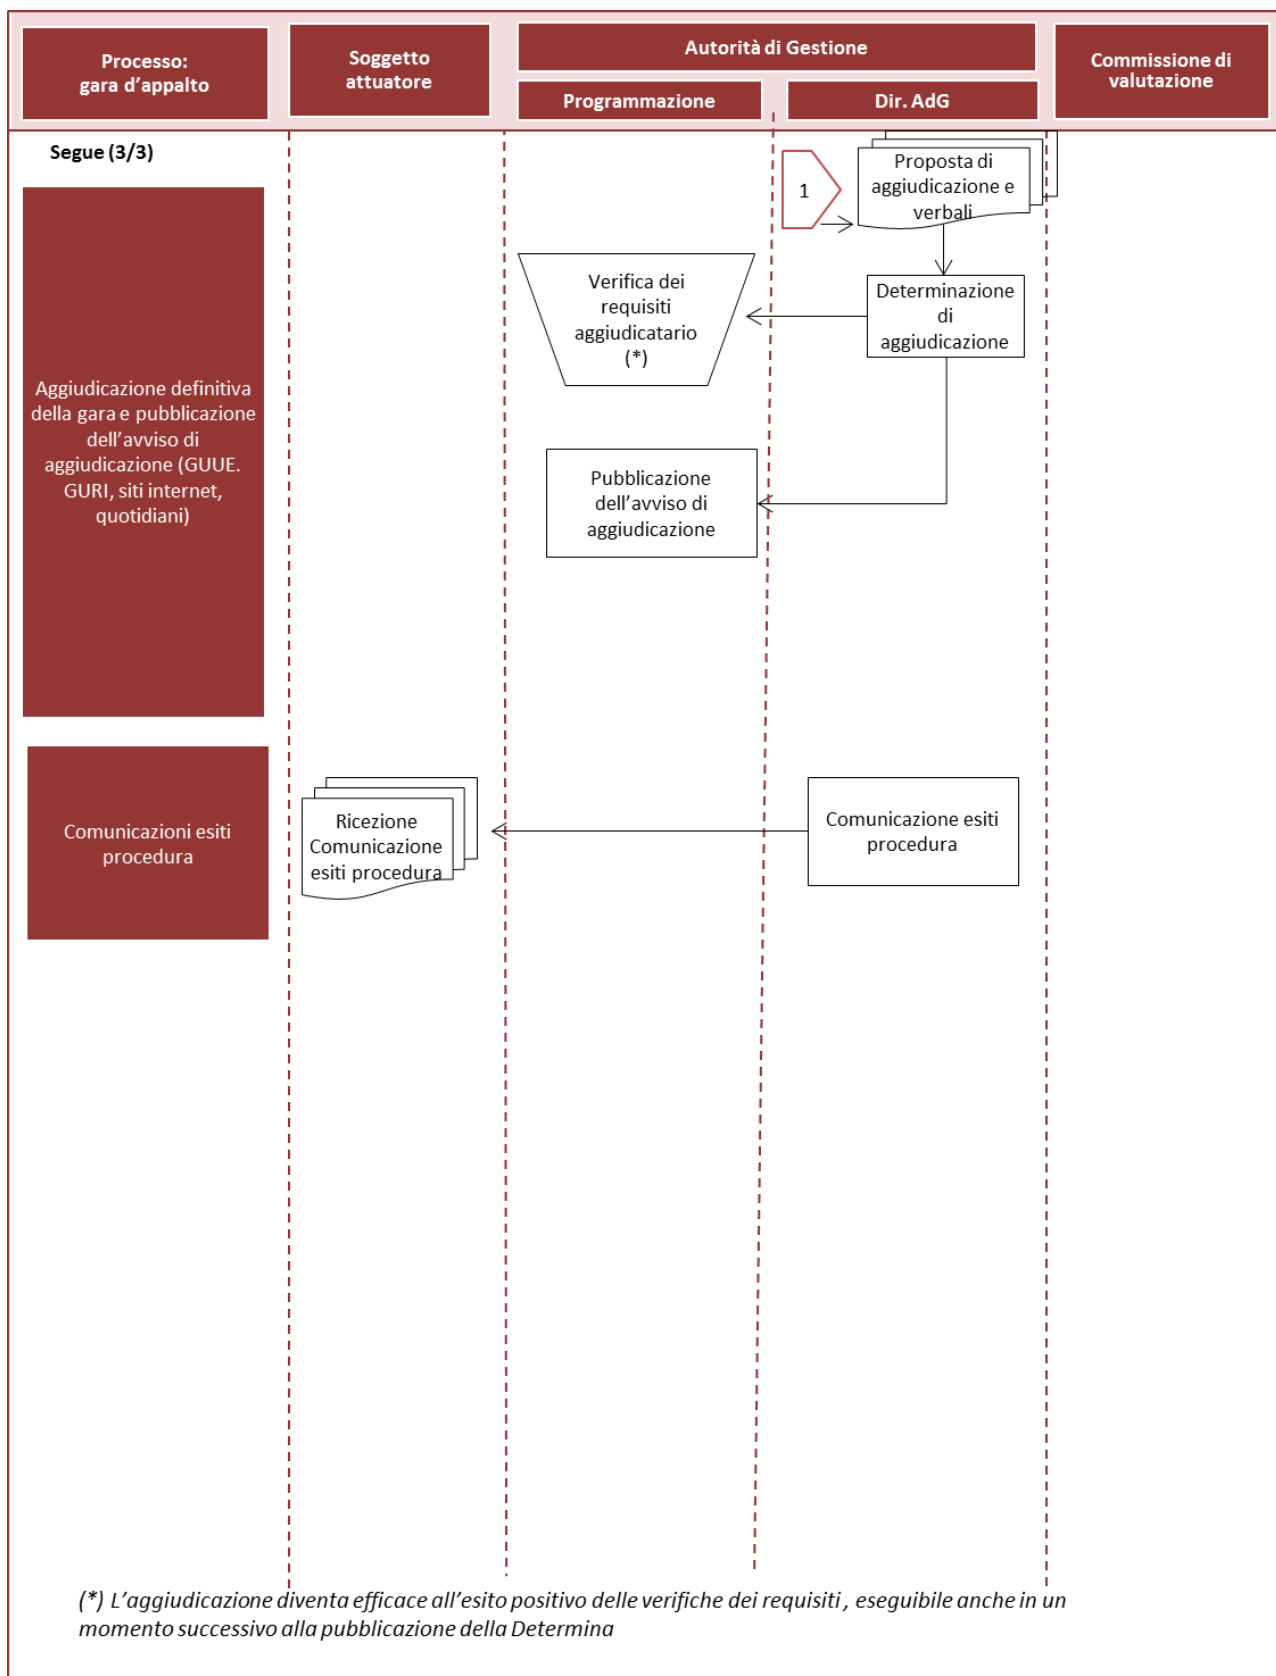 Processo:
gara d’appalto
Soggetto
attuatore
Autorità di Gestione
Programmazione
Dir. AdG
Commissione di
valutazione
Segue (3/3)
1
Proposta di
aggiudicazione e
verbali
Verifica dei
requisiti
aggiudicatario
(*)
Determinazione
di
aggiudicazione
Aggiudicazione definitiva
della gara e pubblicazione
dell’avviso di
aggiudicazione (GUUE.
GURI, siti internet,
quotidiani)
Pubblicazione
dell’avviso di
aggiudicazione
Comunicazioni esiti
procedura
Ricezione
Comunicazione
esiti procedura
Comunicazione esiti
procedura
(*) L’aggiudicazione diventa efficace all’esito positivo delle verifiche dei requisiti , eseguibile anche in un
momento successivo alla pubblicazione della Determina